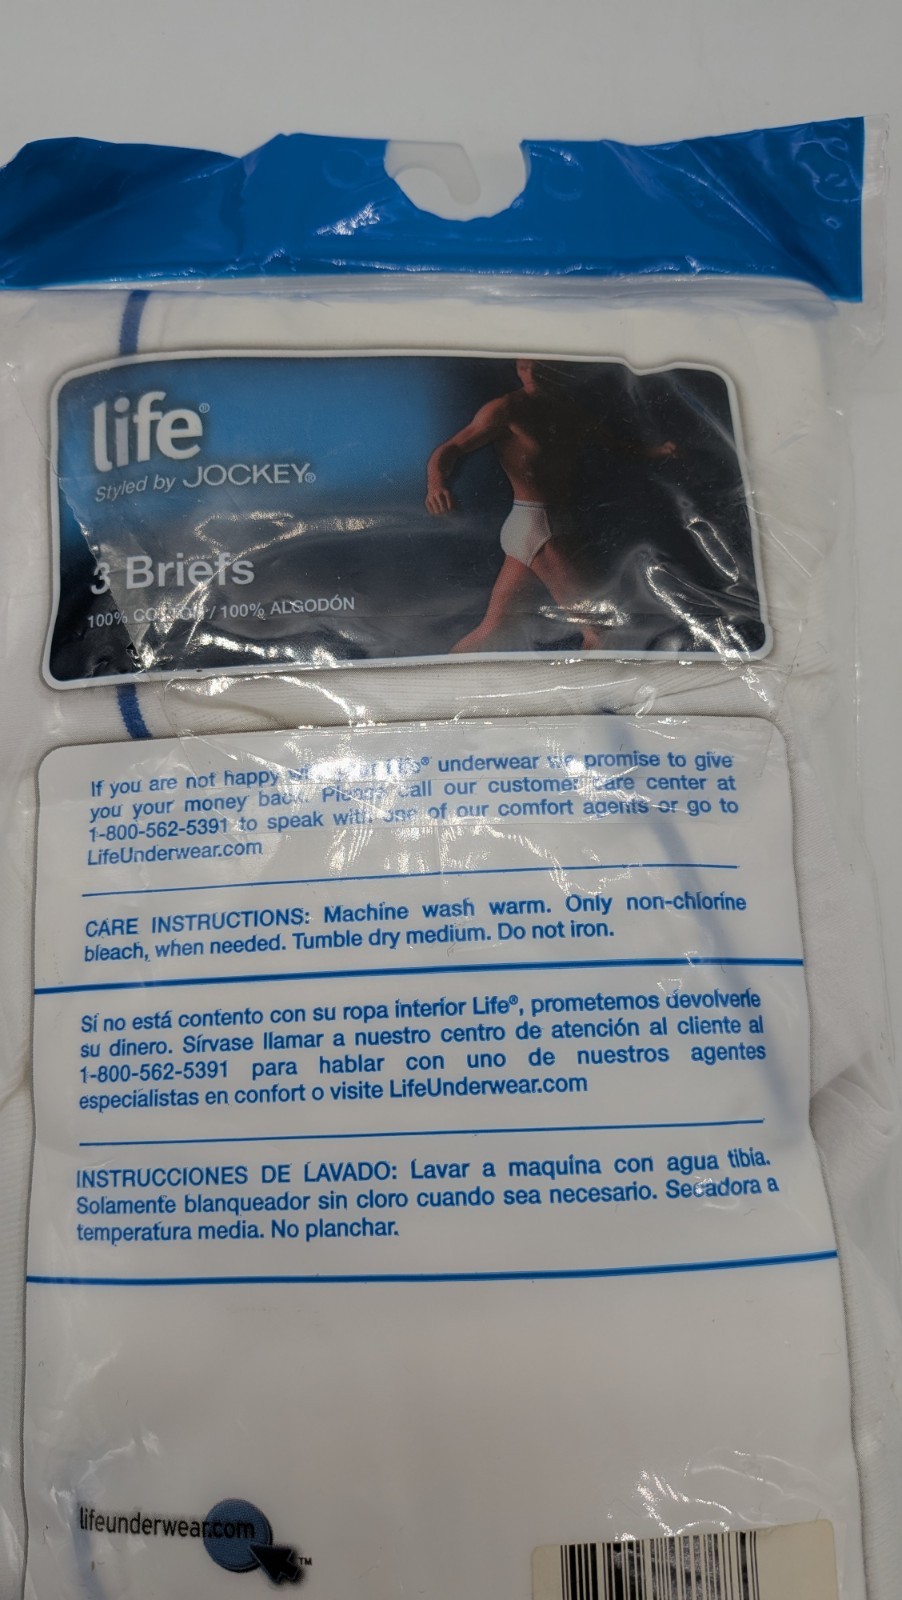 life®
Styled by JOCKEY®
3 Briefs
100% COTTON / 100% ALGODÓN
If you are not happy underwear we promise to give
you your money back. Please call our customer care center at
1-800-562-5391 to speak with one of our comfort agents or go to
LifeUnderwear.com
CARE INSTRUCTIONS: Machine wash warm. Only non-chlorine
bleach, when needed. Tumble dry medium. Do not iron.
Sí no está contento con su ropa interior Life®, prometemos devolverle
su dinero. Sírvase llamar a nuestro centro de atención al cliente al
1-800-562-5391 para hablar con uno de nuestros agentes
especialistas en confort o visite LifeUnderwear.com
INSTRUCCIONES DE LAVADO: Lavar a maquina con agua tibia.
Solamente blanqueador sin cloro cuando sea necesario. Secadora a
temperatura media. No planchar.
lifeunderwear.com
TM